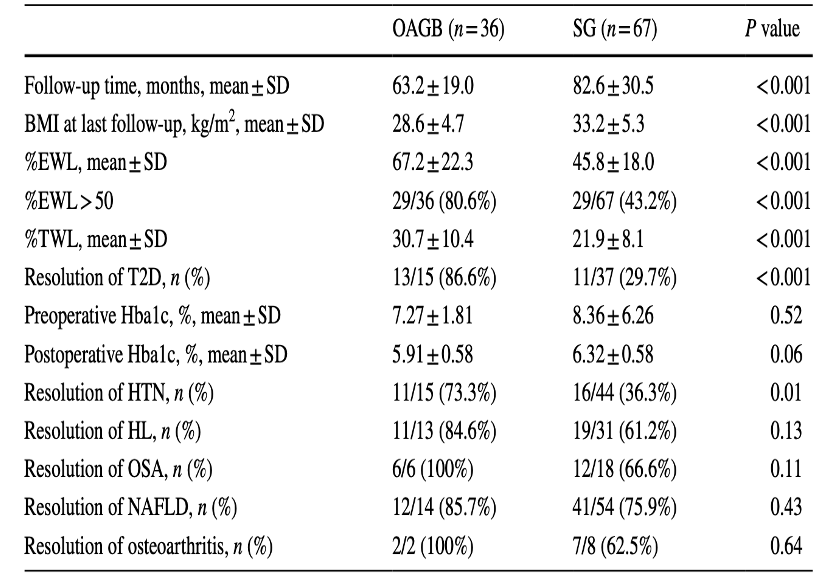 OAGB (n=36) SG (n=67) P value
Follow-up time, months, mean±SD 63.2±19.0 82.6±30.5 <0.001
BMI at last follow-up, kg/m², mean±SD 28.6±4.7 33.2±5.3 <0.001
%EWL, mean±SD 67.2±22.3 45.8±18.0 <0.001
%EWL>50 29/36 (80.6%) 29/67 (43.2%) <0.001
%TWL, mean±SD 30.7±10.4 21.9±8.1 <0.001
Resolution of T2D, n (%) 13/15 (86.6%) 11/37 (29.7%) <0.001
Preoperative Hba1c, %, mean±SD 7.27±1.81 8.36±6.26 0.52
Postoperative Hba1c, %, mean±SD 5.91±0.58 6.32±0.58 0.06
Resolution of HTN, n (%) 11/15 (73.3%) 16/44 (36.3%) 0.01
Resolution of HL, n (%) 11/13 (84.6%) 19/31 (61.2%) 0.13
Resolution of OSA, n (%) 6/6 (100%) 12/18 (66.6%) 0.11
Resolution of NAFLD, n (%) 12/14 (85.7%) 41/54 (75.9%) 0.43
Resolution of osteoarthritis, n (%) 2/2 (100%) 7/8 (62.5%) 0.64